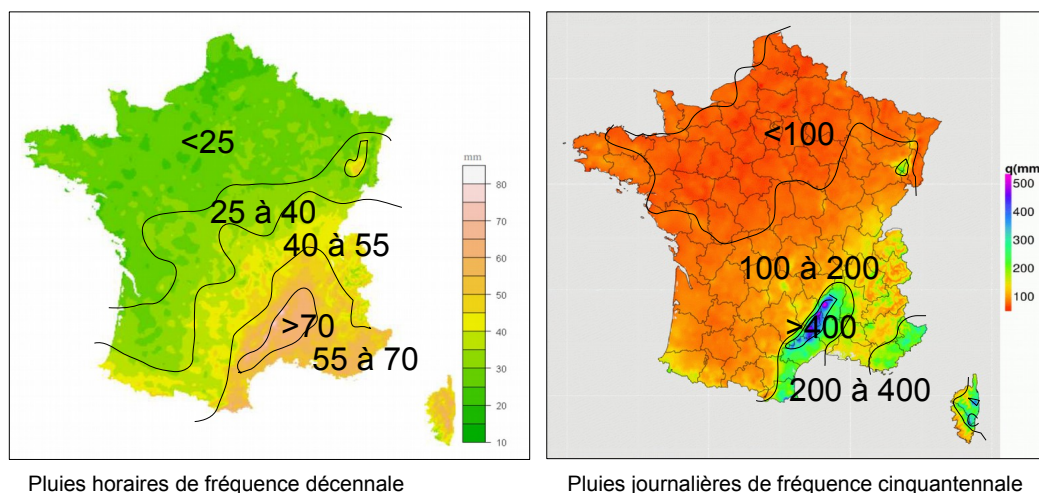 <25
25 à 40
40 à 55
>70
55 à 70
mm
80
70
60
50
40
30
20
10
<100
100 à 200
>400
200 à 400
q(mm
500
400
300
200
100
Pluies horaires de fréquence décennale
Pluies journalières de fréquence cinquantennale